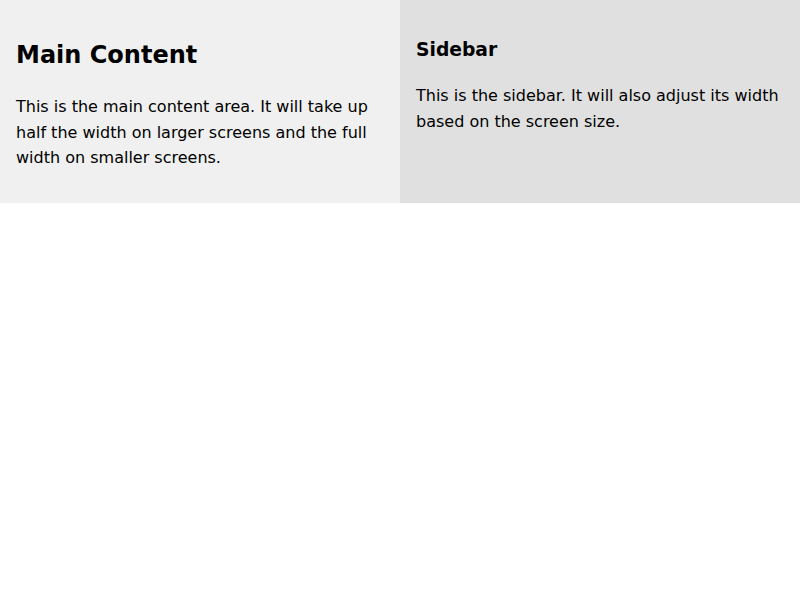 Main Content
This is the main content area. It will take up
half the width on larger screens and the full
width on smaller screens.
Sidebar
This is the sidebar. It will also adjust its width
based on the screen size.